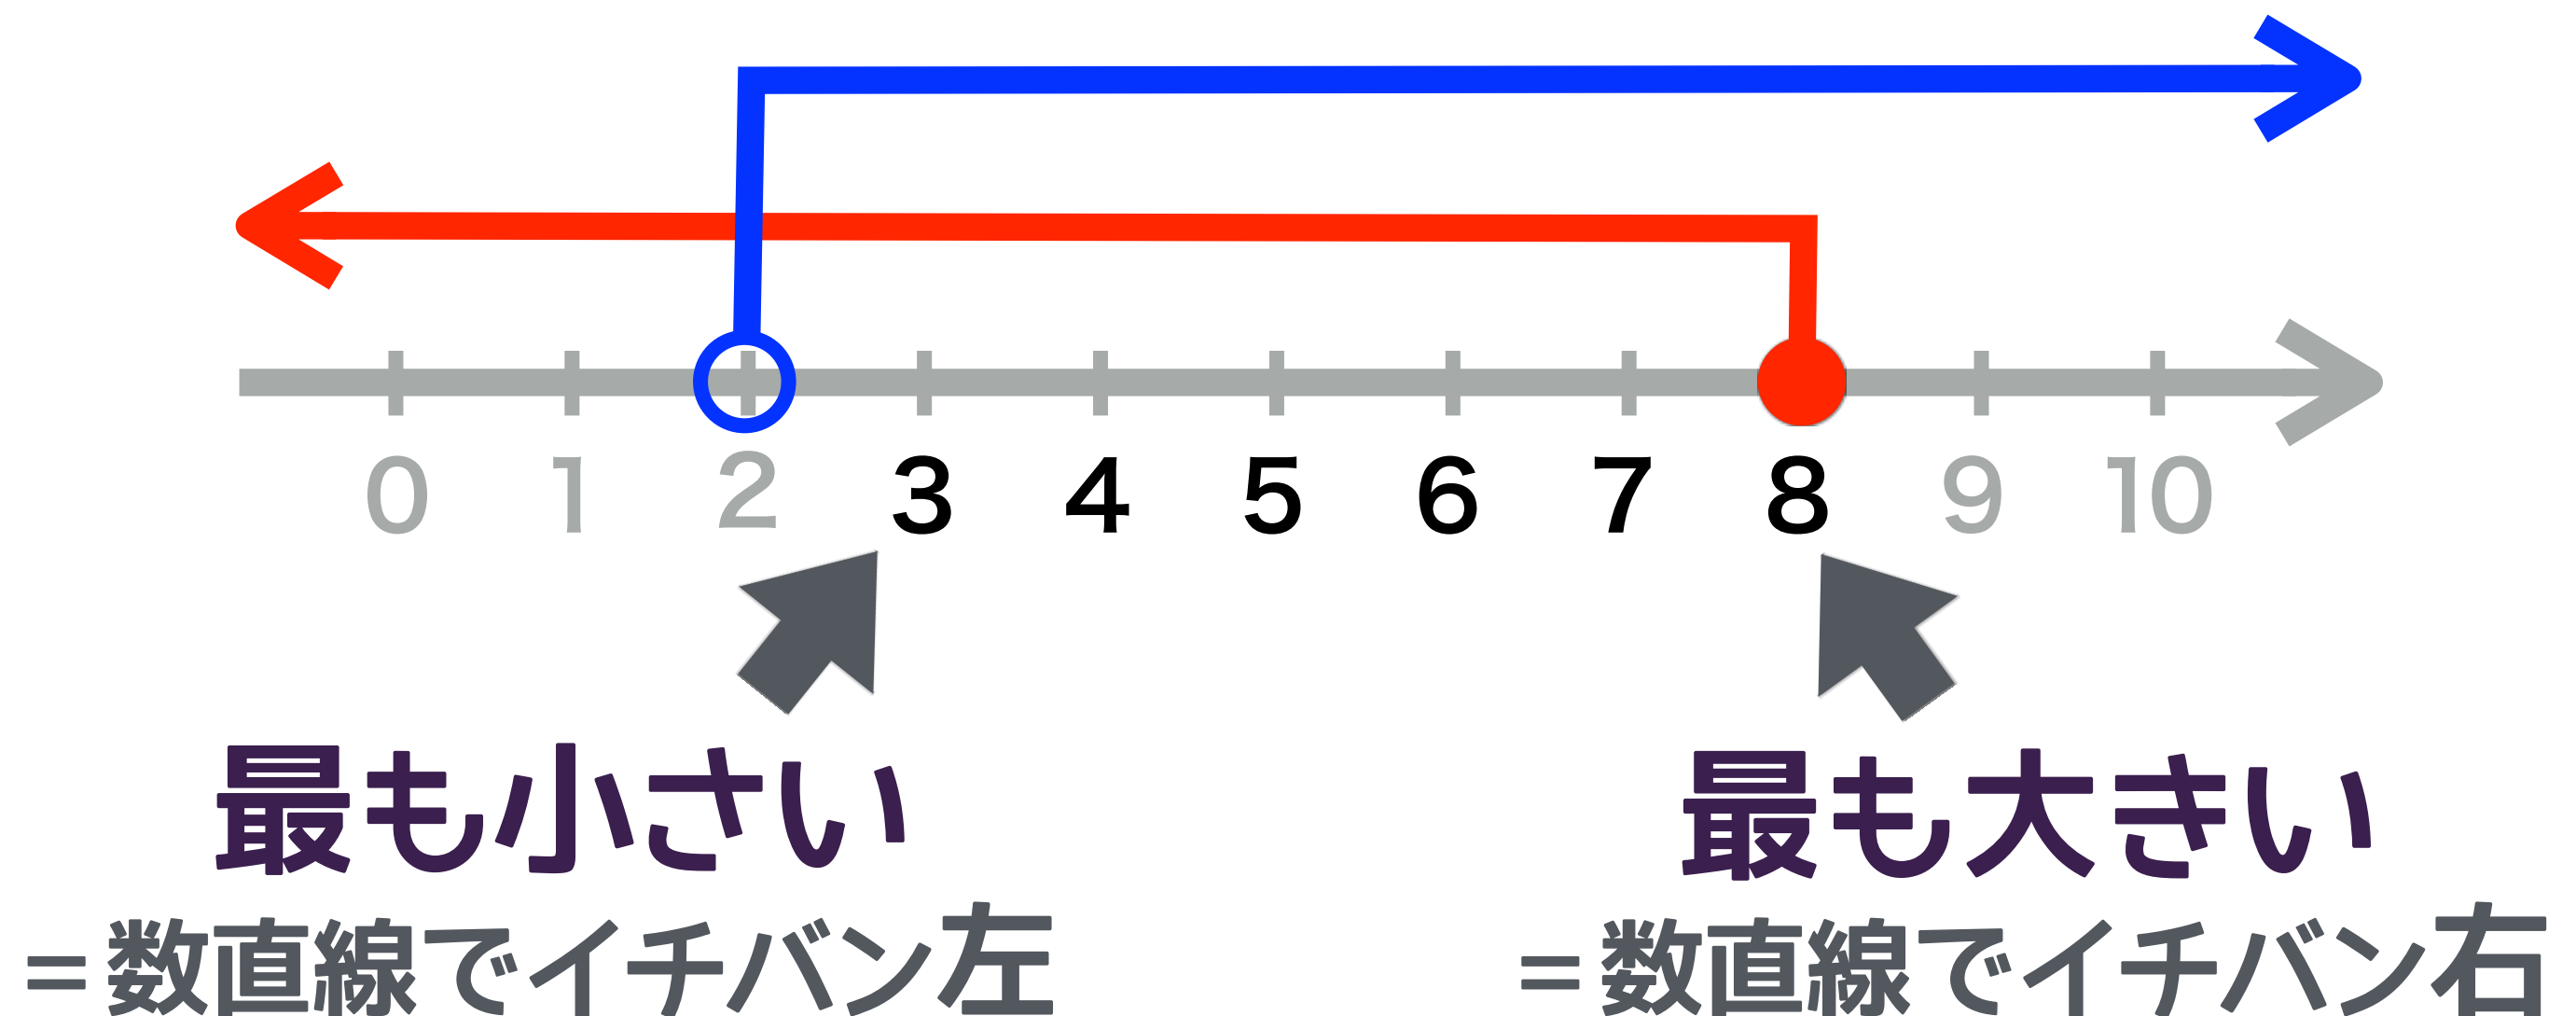 0 1 2 3 4 5 6 7 8 9 10
最も小さい 最も大きい
=数直線でイチバン左 =数直線でイチバン右